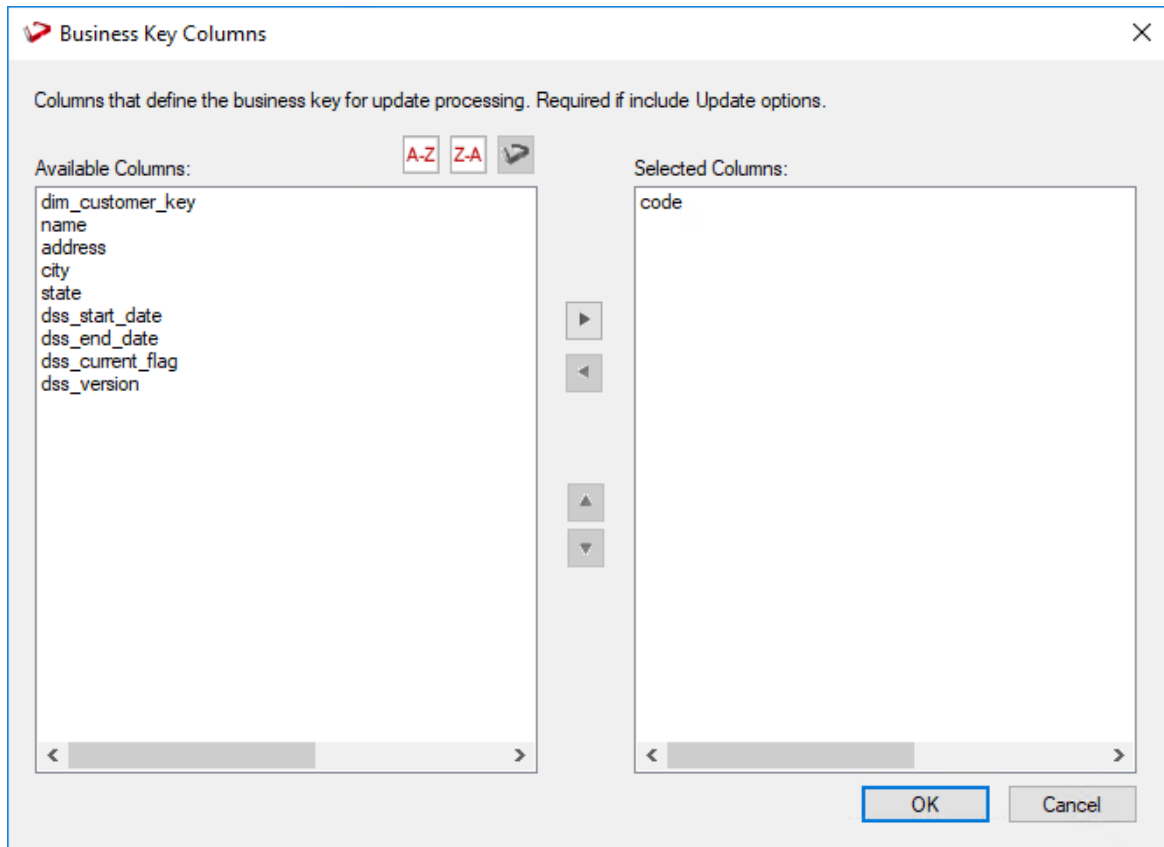 Business Key Columns
Columns that define the business key for update processing. Required if include Update options.
A-Z Z-A
Available Columns:
dim_customer_key
name
address
city
state
dss_start_date
dss_end_date
dss_current_flag
dss_version
Selected Columns:
code
OK Cancel